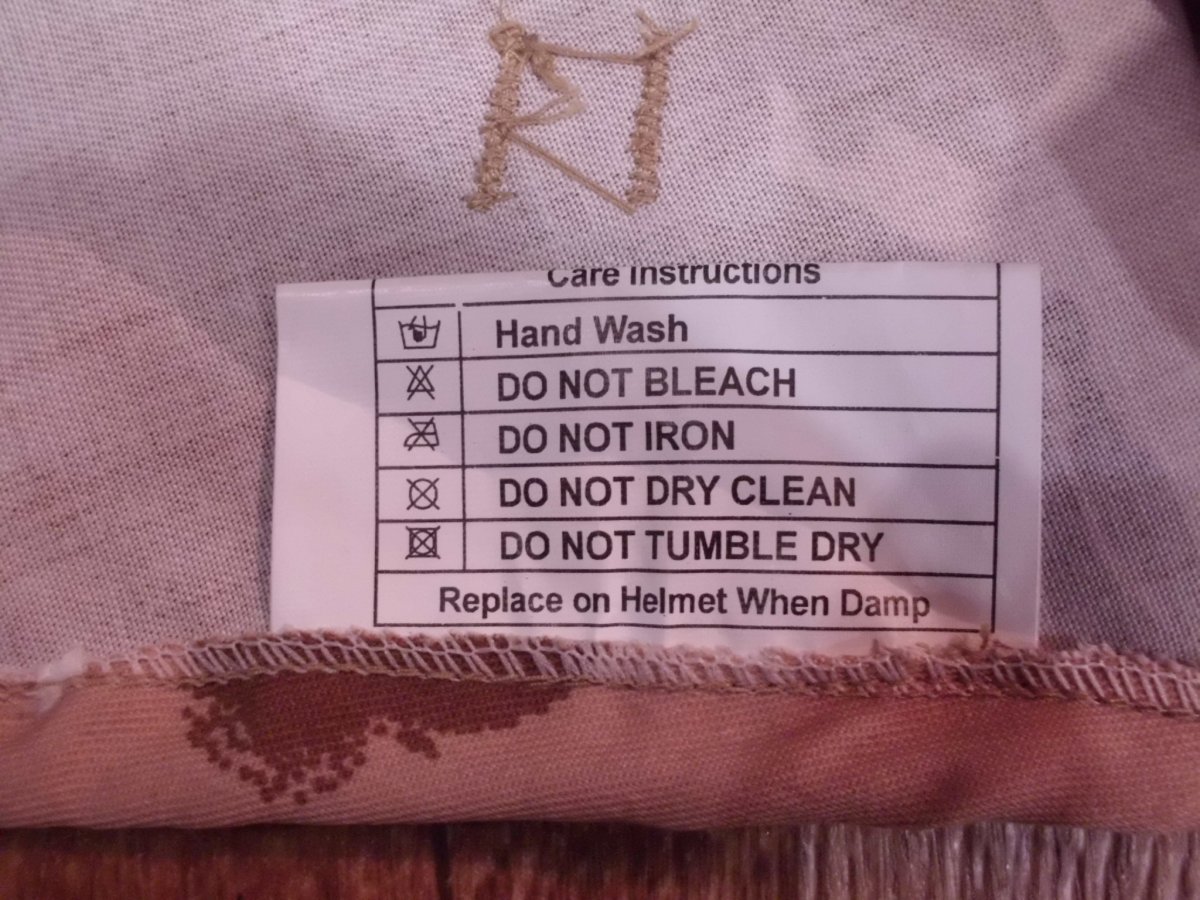 Care Instructions
Hand Wash
DO NOT BLEACH
DO NOT IRON
DO NOT DRY CLEAN
DO NOT TUMBLE DRY
Replace on Helmet When Damp